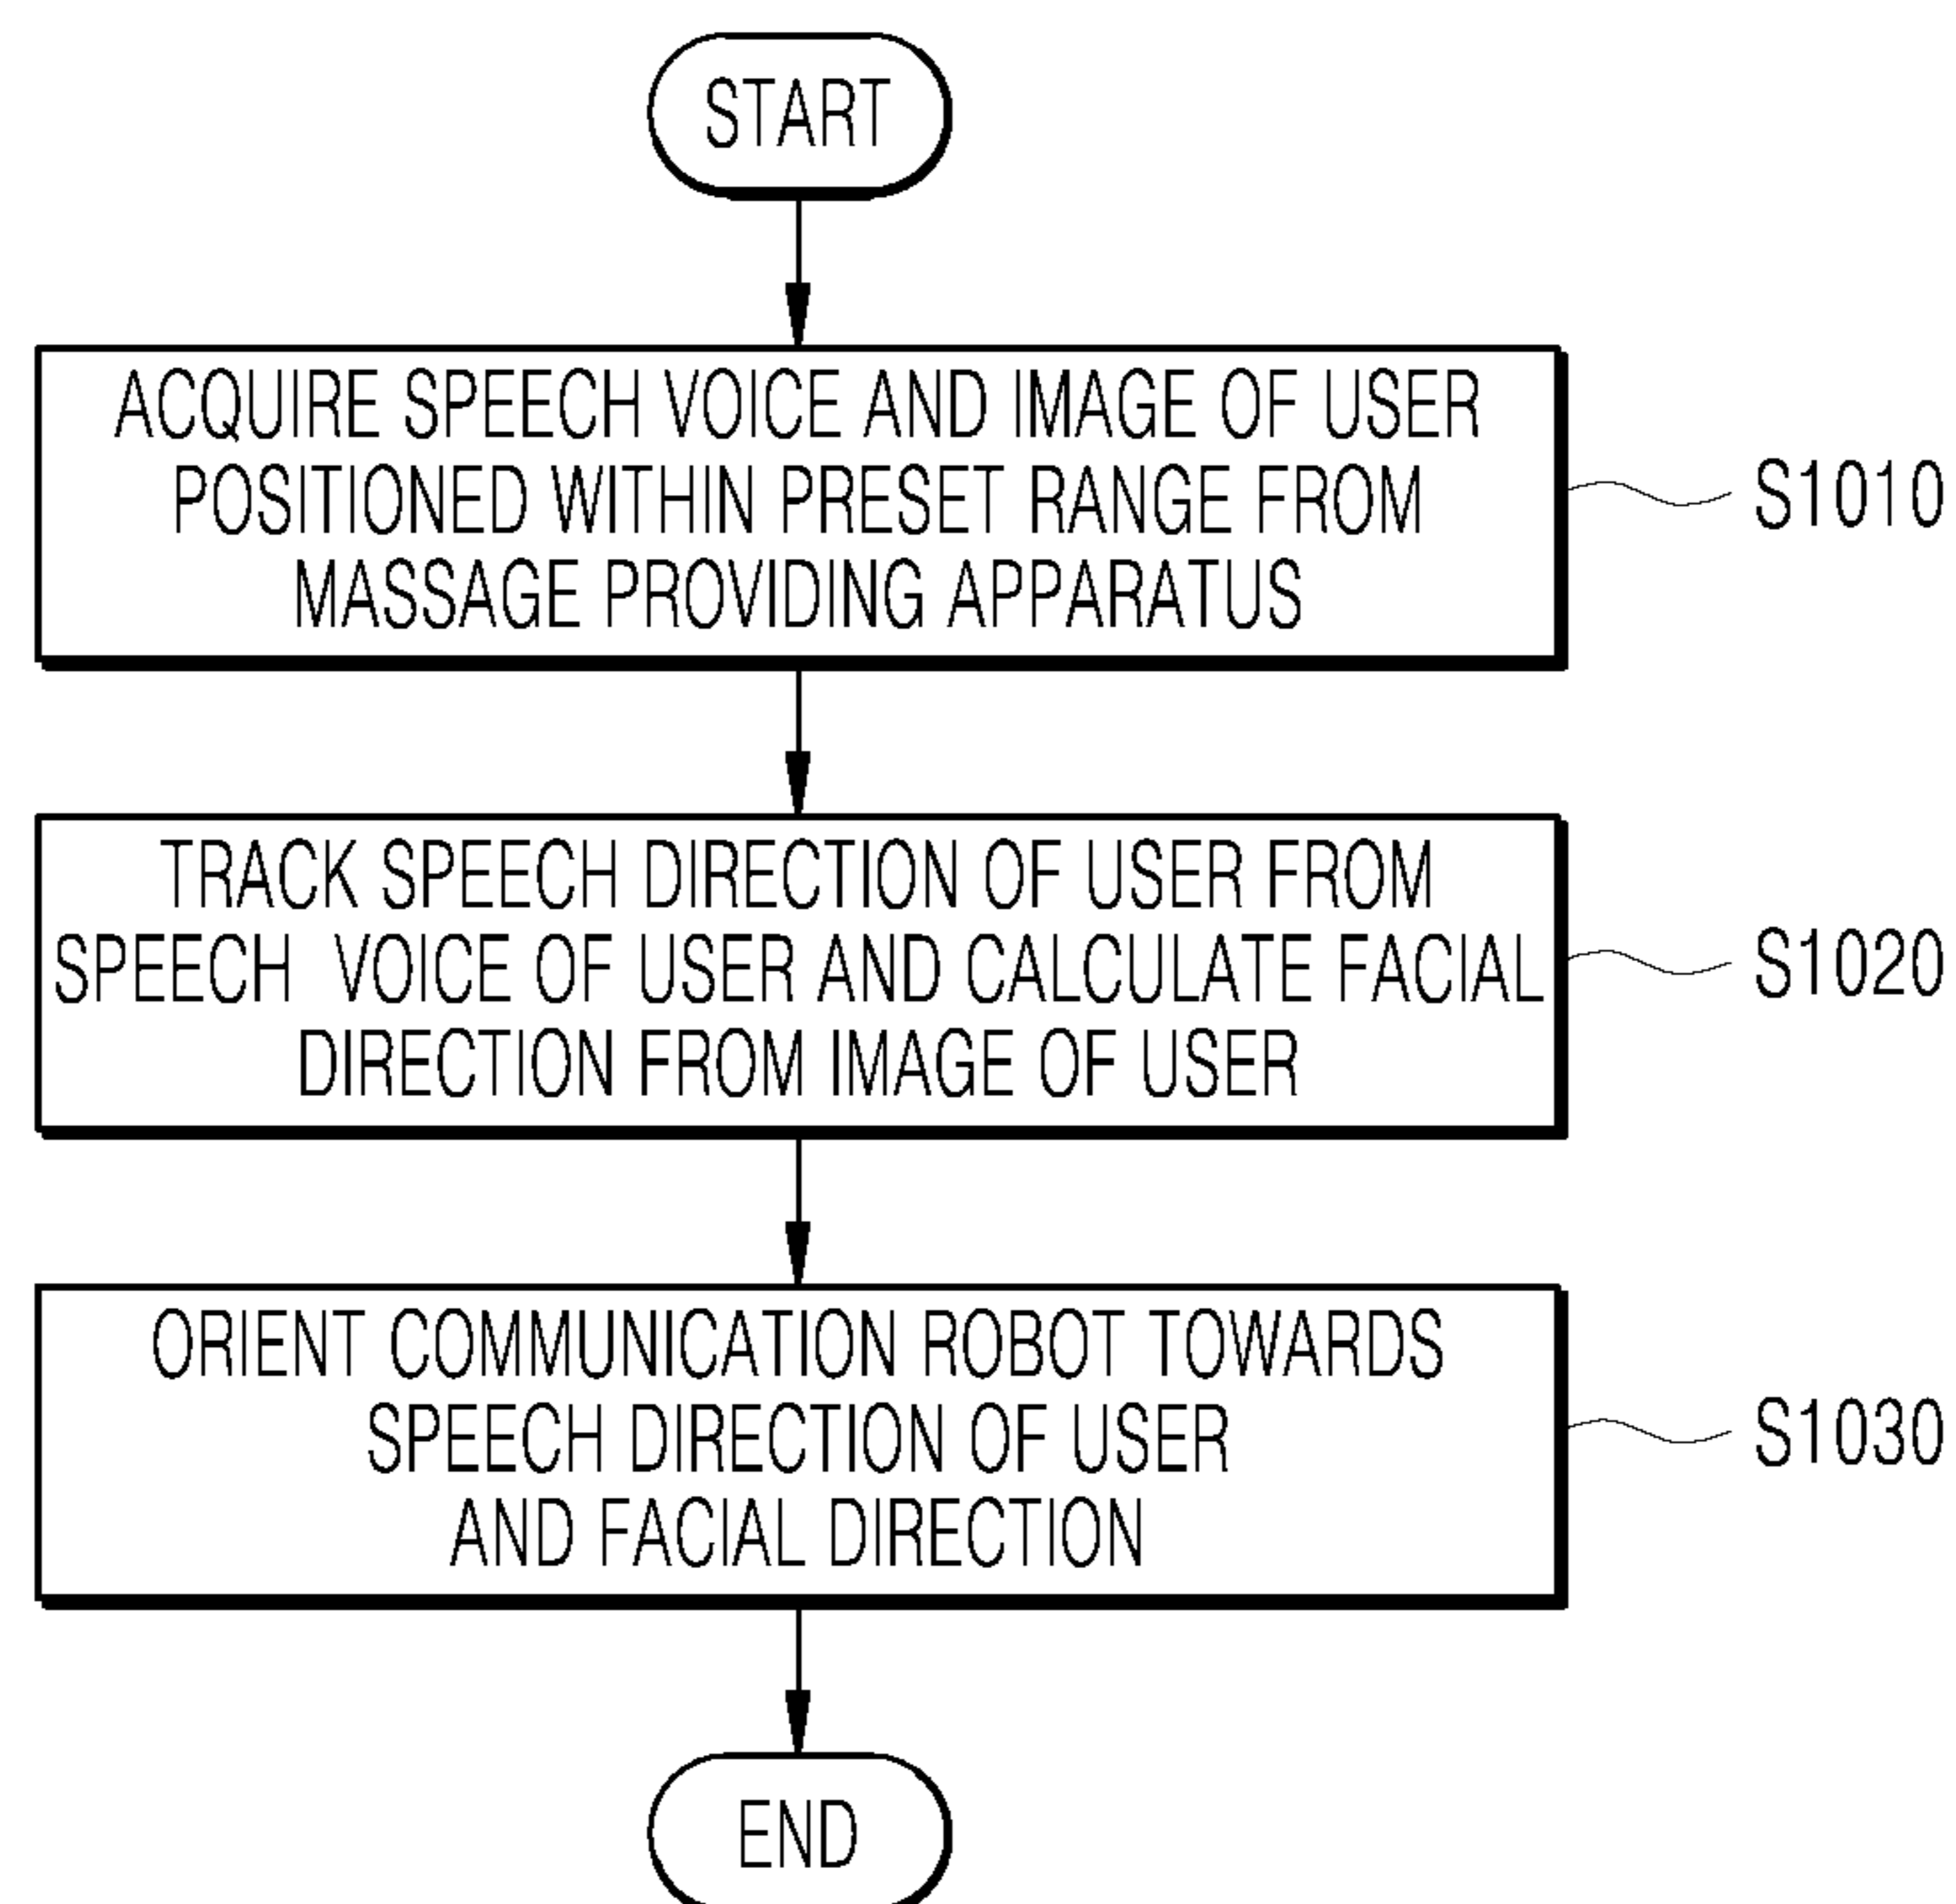 START
ACQUIRE SPEECH VOICE AND IMAGE OF USER
POSITIONED WITHIN PRESET RANGE FROM
MASSAGE PROVIDING APPARATUS
S1010
TRACK SPEECH DIRECTION OF USER FROM
SPEECH VOICE OF USER AND CALCULATE FACIAL
DIRECTION FROM IMAGE OF USER
S1020
ORIENT COMMUNICATION ROBOT TOWARDS
SPEECH DIRECTION OF USER
AND FACIAL DIRECTION
S1030
END